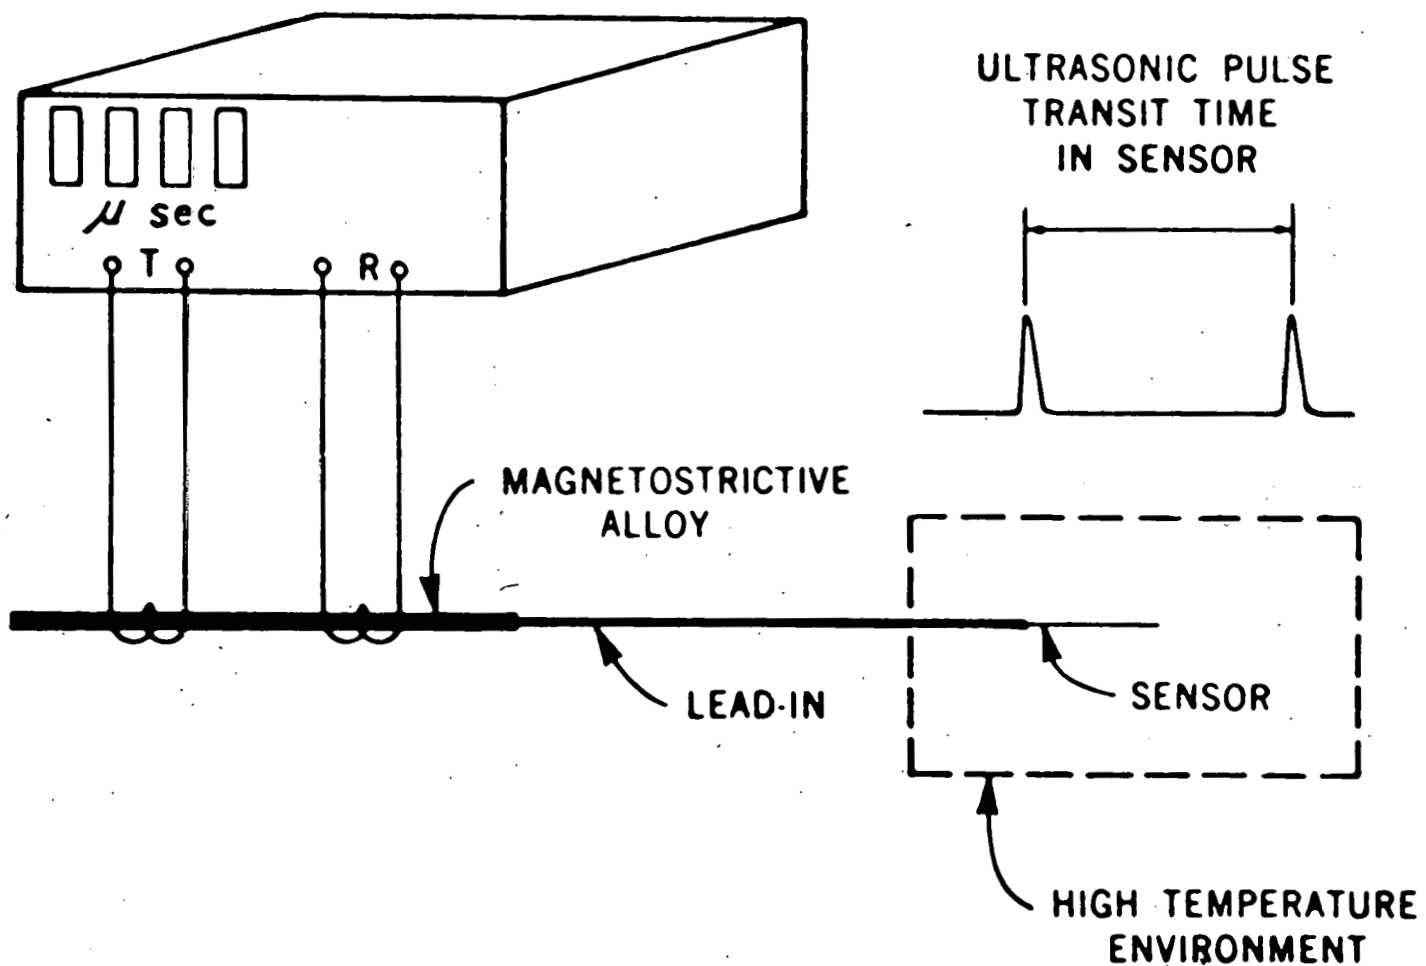 ULTRASONIC PULSE
TRANSIT TIME
IN SENSOR
μ sec
T R
MAGNETOSTRICTIVE
ALLOY
LEAD-IN
SENSOR
HIGH TEMPERATURE
ENVIRONMENT